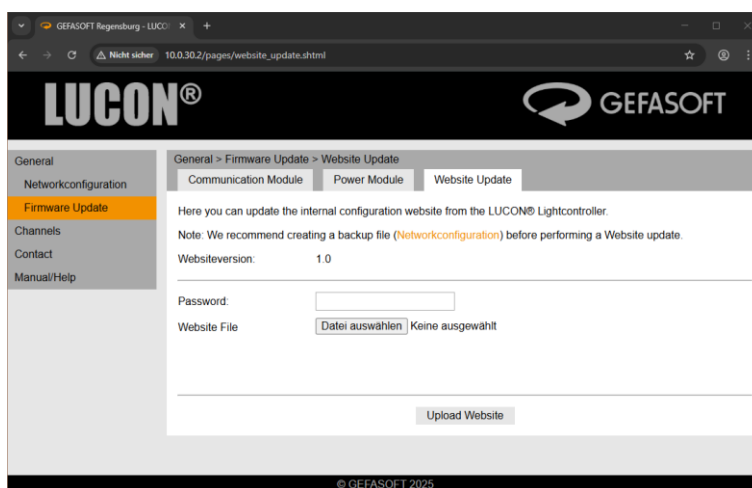 GEFASOFT Regensburg - LUCO
Nicht sicher 10.0.30.2/pages/website_update.shtml
LUCON®
GEFASOFT
General
Networkconfiguration
Firmware Update
Channels
Contact
Manual/Help
General > Firmware Update > Website Update
Communication Module Power Module Website Update
Here you can update the internal configuration website from the LUCON® Lightcontroller.
Note: We recommend creating a backup file (Networkconfiguration) before performing a Website update.
Websiteversion: 1.0
Password:
Website File Datei auswählen Keine ausgewählt
Upload Website
© GEFASOFT 2025